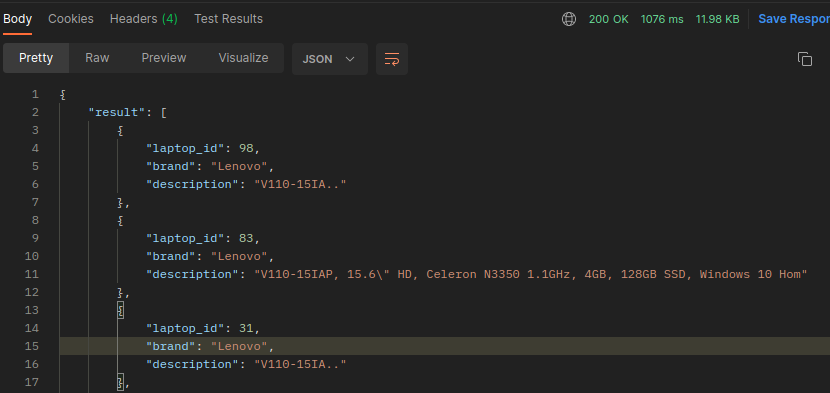 Body Cookies Headers (4) Test Results 200 OK 1076 ms 11.98 KB Save Respor
Pretty Raw Preview Visualize JSON
1 {
2 "result": [
3 {
4 "laptop_id": 98,
5 "brand": "Lenovo",
6 "description": "V110-15IA.."
7 },
8 {
9 "laptop_id": 83,
10 "brand": "Lenovo",
11 "description": "V110-15IAP, 15.6\" HD, Celeron N3350 1.1GHz, 4GB, 128GB SSD, Windows 10 Hom"
12 },
13 {
14 "laptop_id": 31,
15 "brand": "Lenovo",
16 "description": "V110-15IA.."
17 },